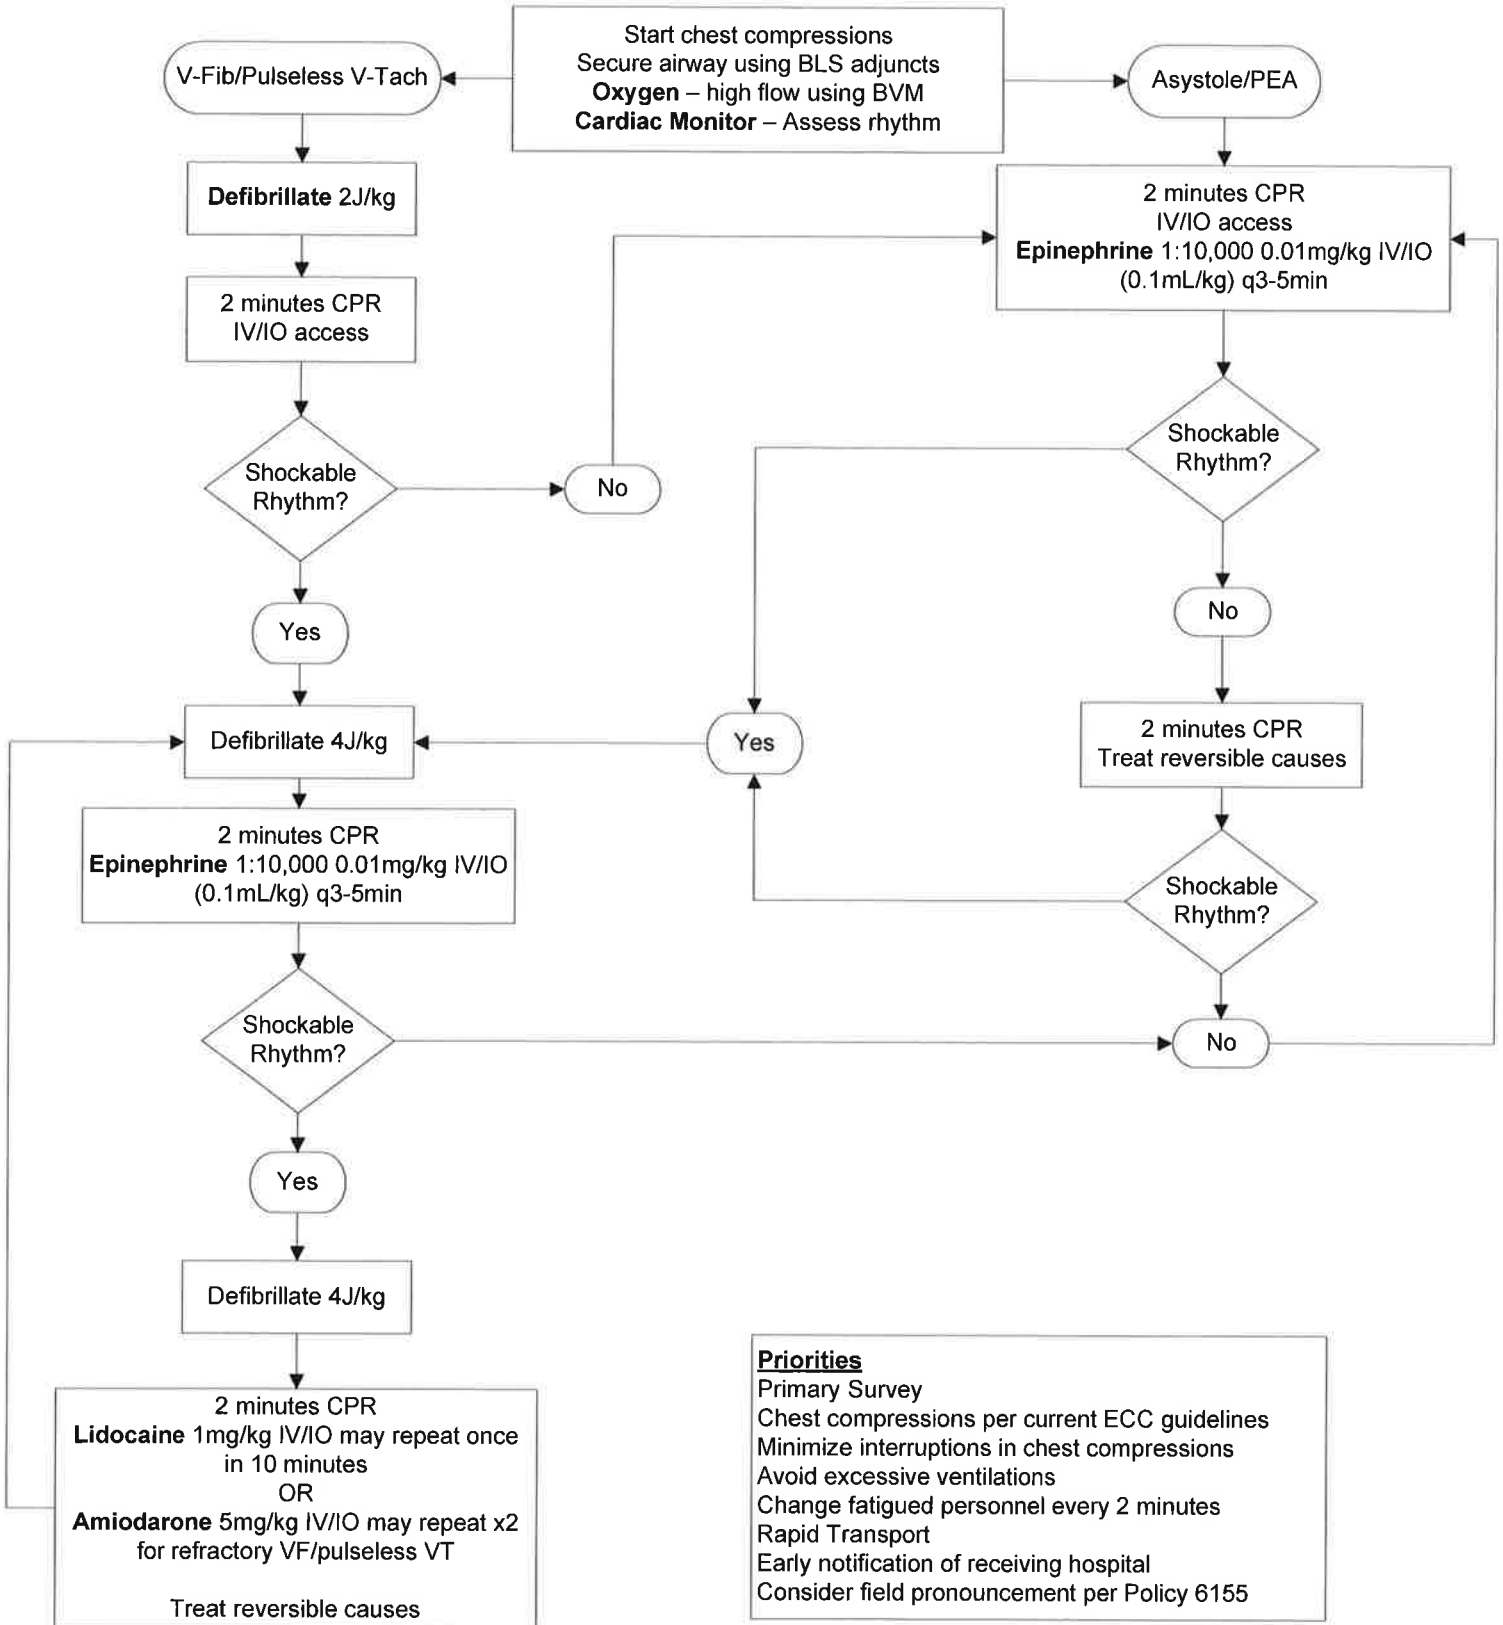 Start chest compressions
Secure airway using BLS adjuncts
Oxygen – high flow using BVM
Cardiac Monitor – Assess rhythm
V-Fib/Pulseless V-Tach
Asystole/PEA
Defibrillate 2J/kg
2 minutes CPR
IV/IO access
Shockable
Rhythm?
No
Yes
Defibrillate 4J/kg
2 minutes CPR
Epinephrine 1:10,000 0.01mg/kg IV/IO
(0.1mL/kg) q3-5min
Shockable
Rhythm?
Yes
Defibrillate 4J/kg
2 minutes CPR
Lidocaine 1mg/kg IV/IO may repeat once
in 10 minutes
OR
Amiodarone 5mg/kg IV/IO may repeat x2
for refractory VF/pulseless VT
Treat reversible causes
2 minutes CPR
IV/IO access
Epinephrine 1:10,000 0.01mg/kg IV/IO
(0.1mL/kg) q3-5min
Shockable
Rhythm?
No
Yes
2 minutes CPR
Treat reversible causes
Shockable
Rhythm?
No
Priorities
Primary Survey
Chest compressions per current ECC guidelines
Minimize interruptions in chest compressions
Avoid excessive ventilations
Change fatigued personnel every 2 minutes
Rapid Transport
Early notification of receiving hospital
Consider field pronouncement per Policy 6155